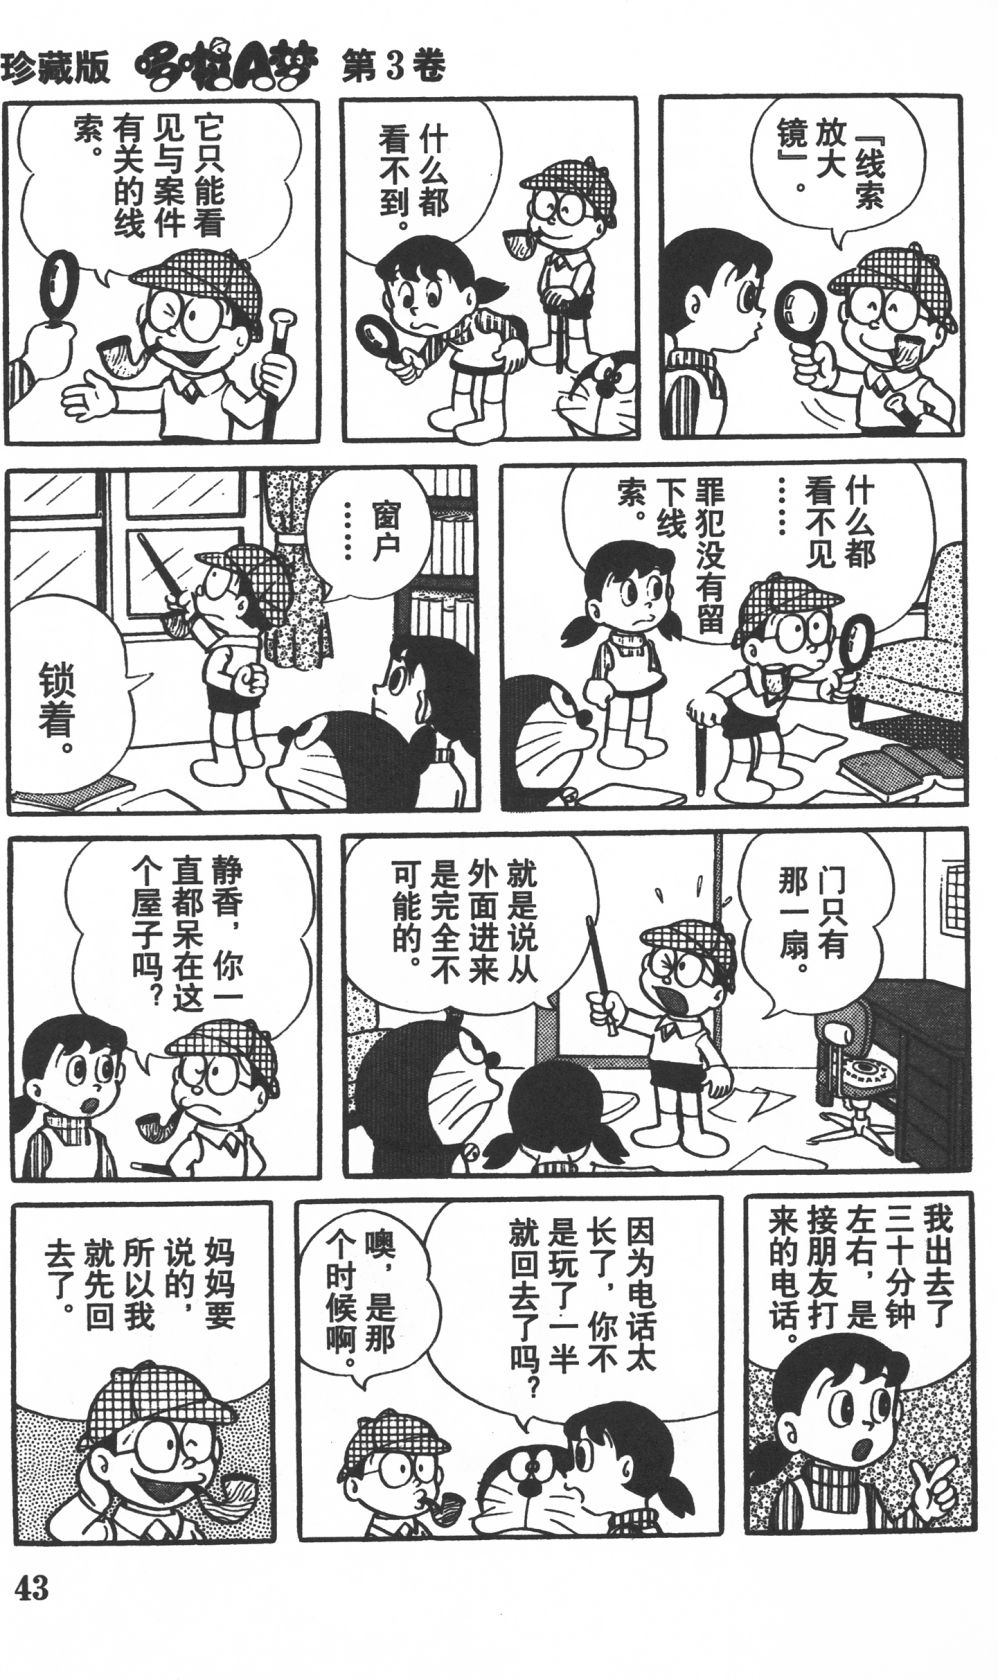 珍藏版 哆啦A梦 第3卷
『线索
放大
镜』。
什么都
看不到。
它只能看
见与案件
有关的线
索。
什么都
看不见
……
罪犯没有留
下线
索。
窗户
……
锁着。
门只有
那一扇。
就是说从
外面进来
是完全不
可能的。
静香，你一
直都呆在这
个屋子吗？
我出去了
三十分钟
左右，是
接朋友打
来的电话。
因为电话太
长了，你不
是玩了一半
就回去了吗？
噢，是那
个时候啊。
妈妈要
说的，
所以我
就先回
去了。
43